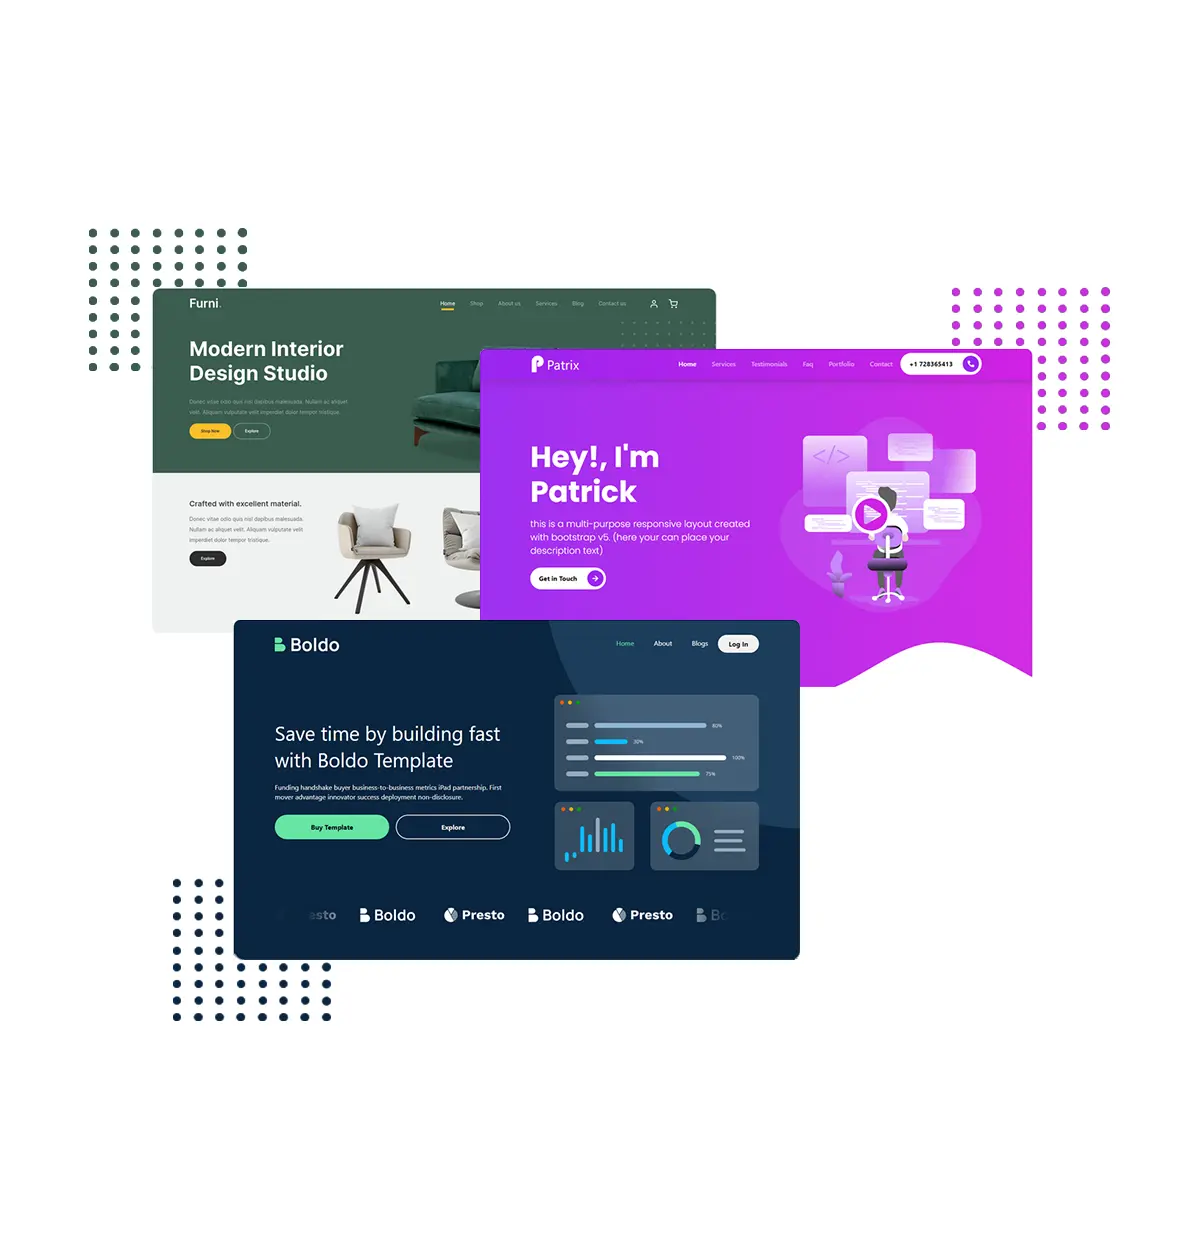 Furni.
Home Shop About us Services Blog Contact us
Modern Interior
Design Studio
Donec vitae odio quis nisl dapibus malesuada. Nullam ac aliquet
velit. Aliquam vulputate velit imperdiet dolor tempor tristique.
Shop Now Explore
Crafted with excellent material.
Donec vitae odio quis nisl dapibus malesuada.
Nullam ac aliquet velit. Aliquam vulputate velit
imperdiet dolor tempor tristique.
Explore
Patrix
Home Services Testimonials Faq Portfolio Contact +1 728365413
Hey!, I'm
Patrick
this is a multi-purpose responsive layout created
with bootstrap v5. (here your can place your
description text)
Get in Touch
</>
Boldo
Home About Blogs Log In
Save time by building fast
with Boldo Template
Funding handshake buyer business-to-business metrics iPad partnership. First
mover advantage innovator success deployment non-disclosure.
Buy Template Explore
80%
30%
100%
75%
esto Boldo Presto Boldo Presto Bo